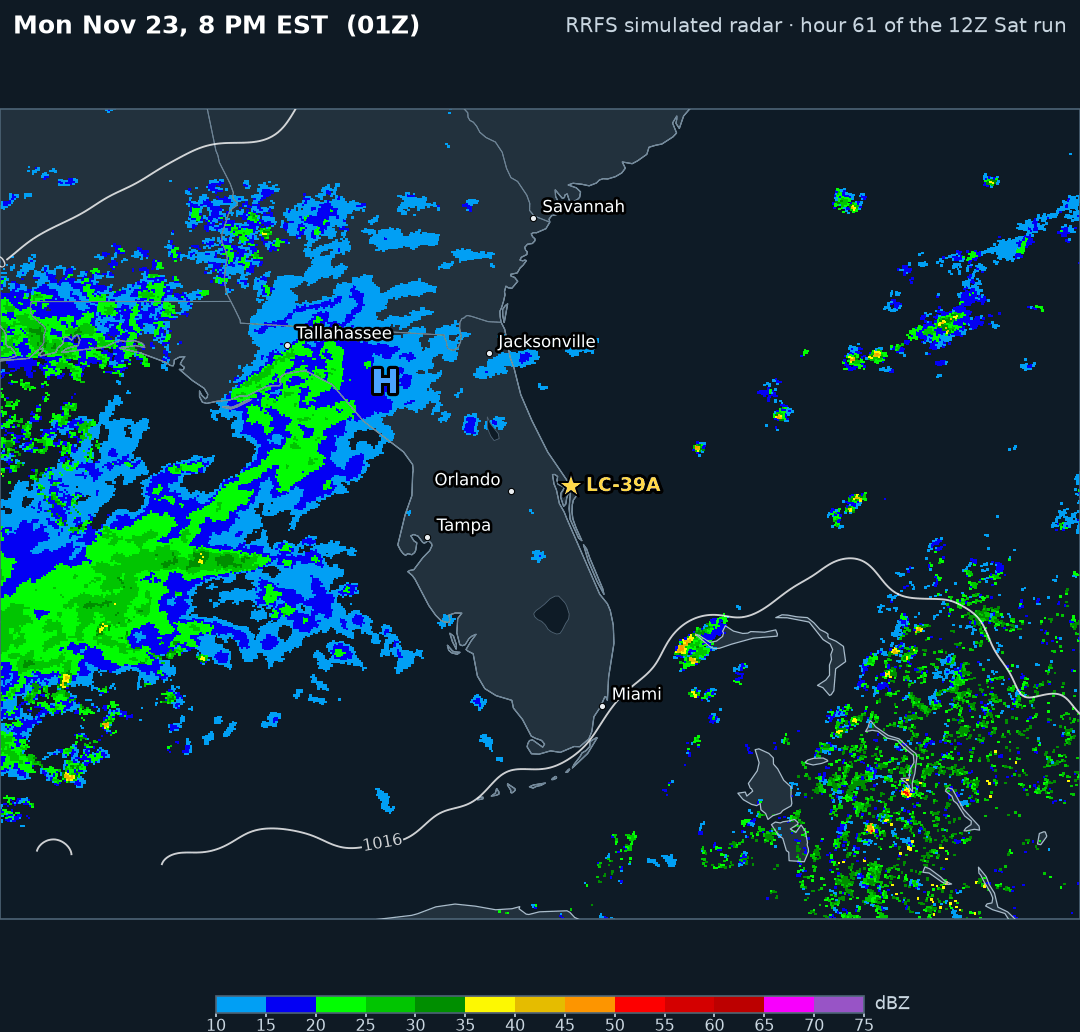 Mon Nov 23, 8 PM EST (01Z)
RRFS simulated radar · hour 61 of the 12Z Sat run
Savannah
Tallahassee
Jacksonville
H
Orlando
LC-39A
Tampa
Miami
1016
dBZ
10 15 20 25 30 35 40 45 50 55 60 65 70 75